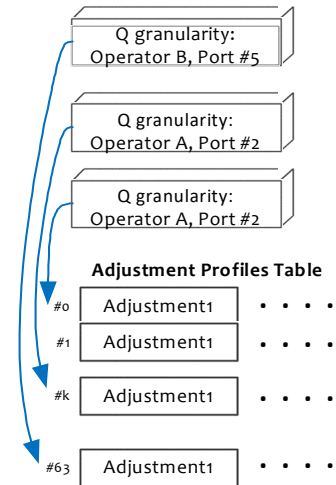 Q granularity:
Operator B, Port #5
Q granularity:
Operator A, Port #2
Q granularity:
Operator A, Port #2
Adjustment Profiles Table
#0 Adjustment1 . . . .
#1 Adjustment1 . . . .
#k Adjustment1 . . . .
#63 Adjustment1 . . . .